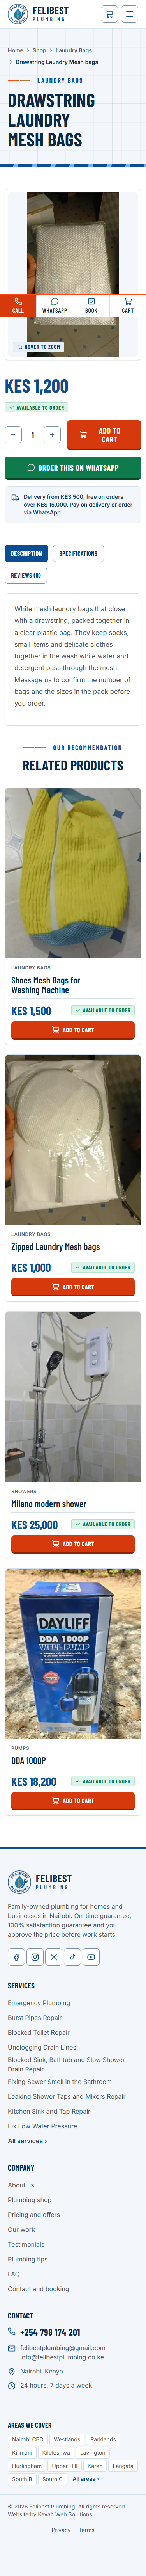 FELIBEST
PLUMBING
Home > Shop > Laundry Bags
> Drawstring Laundry Mesh bags
LAUNDRY BAGS
DRAWSTRING
LAUNDRY
MESH BAGS
HOVER TO ZOOM
CALL
WHATSAPP
BOOK
CART
KES 1,200
AVAILABLE TO ORDER
− 1 +
ADD TO
CART
ORDER THIS ON WHATSAPP
Delivery from KES 500, free on orders
over KES 15,000. Pay on delivery or order
via WhatsApp.
DESCRIPTION
SPECIFICATIONS
REVIEWS (0)
White mesh laundry bags that close
with a drawstring, packed together in
a clear plastic bag. They keep socks,
small items and delicate clothes
together in the wash while water and
detergent pass through the mesh.
Message us to confirm the number of
bags and the sizes in the pack before
you order.
OUR RECOMMENDATION
RELATED PRODUCTS
LAUNDRY BAGS
Shoes Mesh Bags for
Washing Machine
KES 1,500
AVAILABLE TO ORDER
ADD TO CART
LAUNDRY BAGS
Zipped Laundry Mesh bags
KES 1,000
AVAILABLE TO ORDER
ADD TO CART
SHOWERS
Milano modern shower
KES 25,000
AVAILABLE TO ORDER
ADD TO CART
DAYLIFF
DDA 1000P
WELL PUMP
PUMPS
DDA 1000P
KES 18,200
AVAILABLE TO ORDER
ADD TO CART
FELIBEST
PLUMBING
Family-owned plumbing for homes and
businesses in Nairobi. On-time, guaranteed,
100% satisfaction guarantee and you
approve the price before work starts.
SERVICES
Emergency Plumbing
Burst Pipes Repair
Blocked Toilet Repair
Unclogging Drain Lines
Blocked Sink, Bathtub and Slow Shower
Drain Repair
Fixing Sewer Smell in the Bathroom
Leaking Shower Taps and Mixers Repair
Kitchen Sink and Tap Repair
Fix Low Water Pressure
All services ›
COMPANY
About us
Plumbing shop
Pricing and offers
Our work
Testimonials
Plumbing tips
FAQ
Contact and booking
CONTACT
+254 798 174 201
felibestplumbing@gmail.com
info@felibestplumbing.co.ke
Nairobi, Kenya
24 hours, 7 days a week
AREAS WE COVER
Nairobi CBD
Westlands
Parklands
Kilimani
Kileleshwa
Lavington
Hurlingham
Upper Hill
Karen
Langata
South B
South C
All areas ›
© 2026 Felibest Plumbing. All rights reserved.
Website by Kevah Web Solutions.
Privacy
Terms